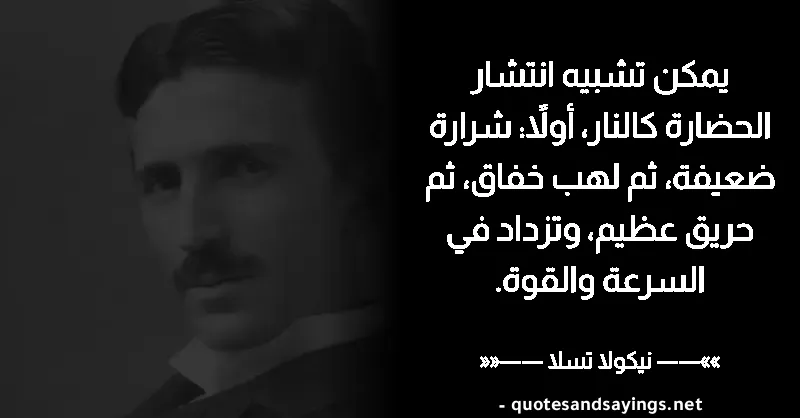 يمكن تشبيه انتشار
الحضارة كالنار، أولًا: شرارة
ضعيفة، ثم لهب خفاق، ثم
حريق عظيم، وتزداد في
السرعة والقوة.
»»—— نيكولا تسلا ——««
- quotesandsayings.net